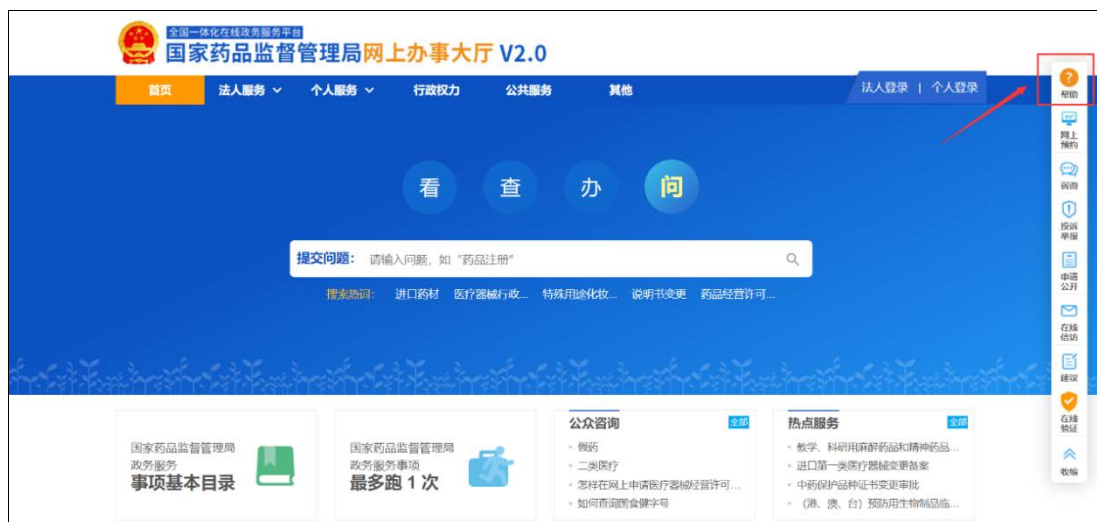 全国一体化在线政务服务平台
国家药品监督管理局网上办事大厅 V2.0
首页 法人服务 个人服务 行政权力 公共服务 其他 法人登录 | 个人登录
看 查 办 问
提交问题： 请输入问题，如“药品注册”
搜索热词： 进口药材 医疗器械行政... 特殊用途化妆... 说明书变更 药品经营许可...
帮助
网上
预约
咨询
投诉
举报
申请
公开
在线
信访
建议
在线
验证
收缩
国家药品监督管理局
政务服务
事项基本目录
国家药品监督管理局
政务服务事项
最多跑 1 次
公众咨询 全部
假药
二类医疗
怎样在网上申请医疗器械经营许可...
如何查询国食健字号
热点服务 全部
教学、科研用麻醉药品和精神药品...
进口第一类医疗器械变更备案
中药保护品种证书变更审批
（港、澳、台）预防用生物制品临...